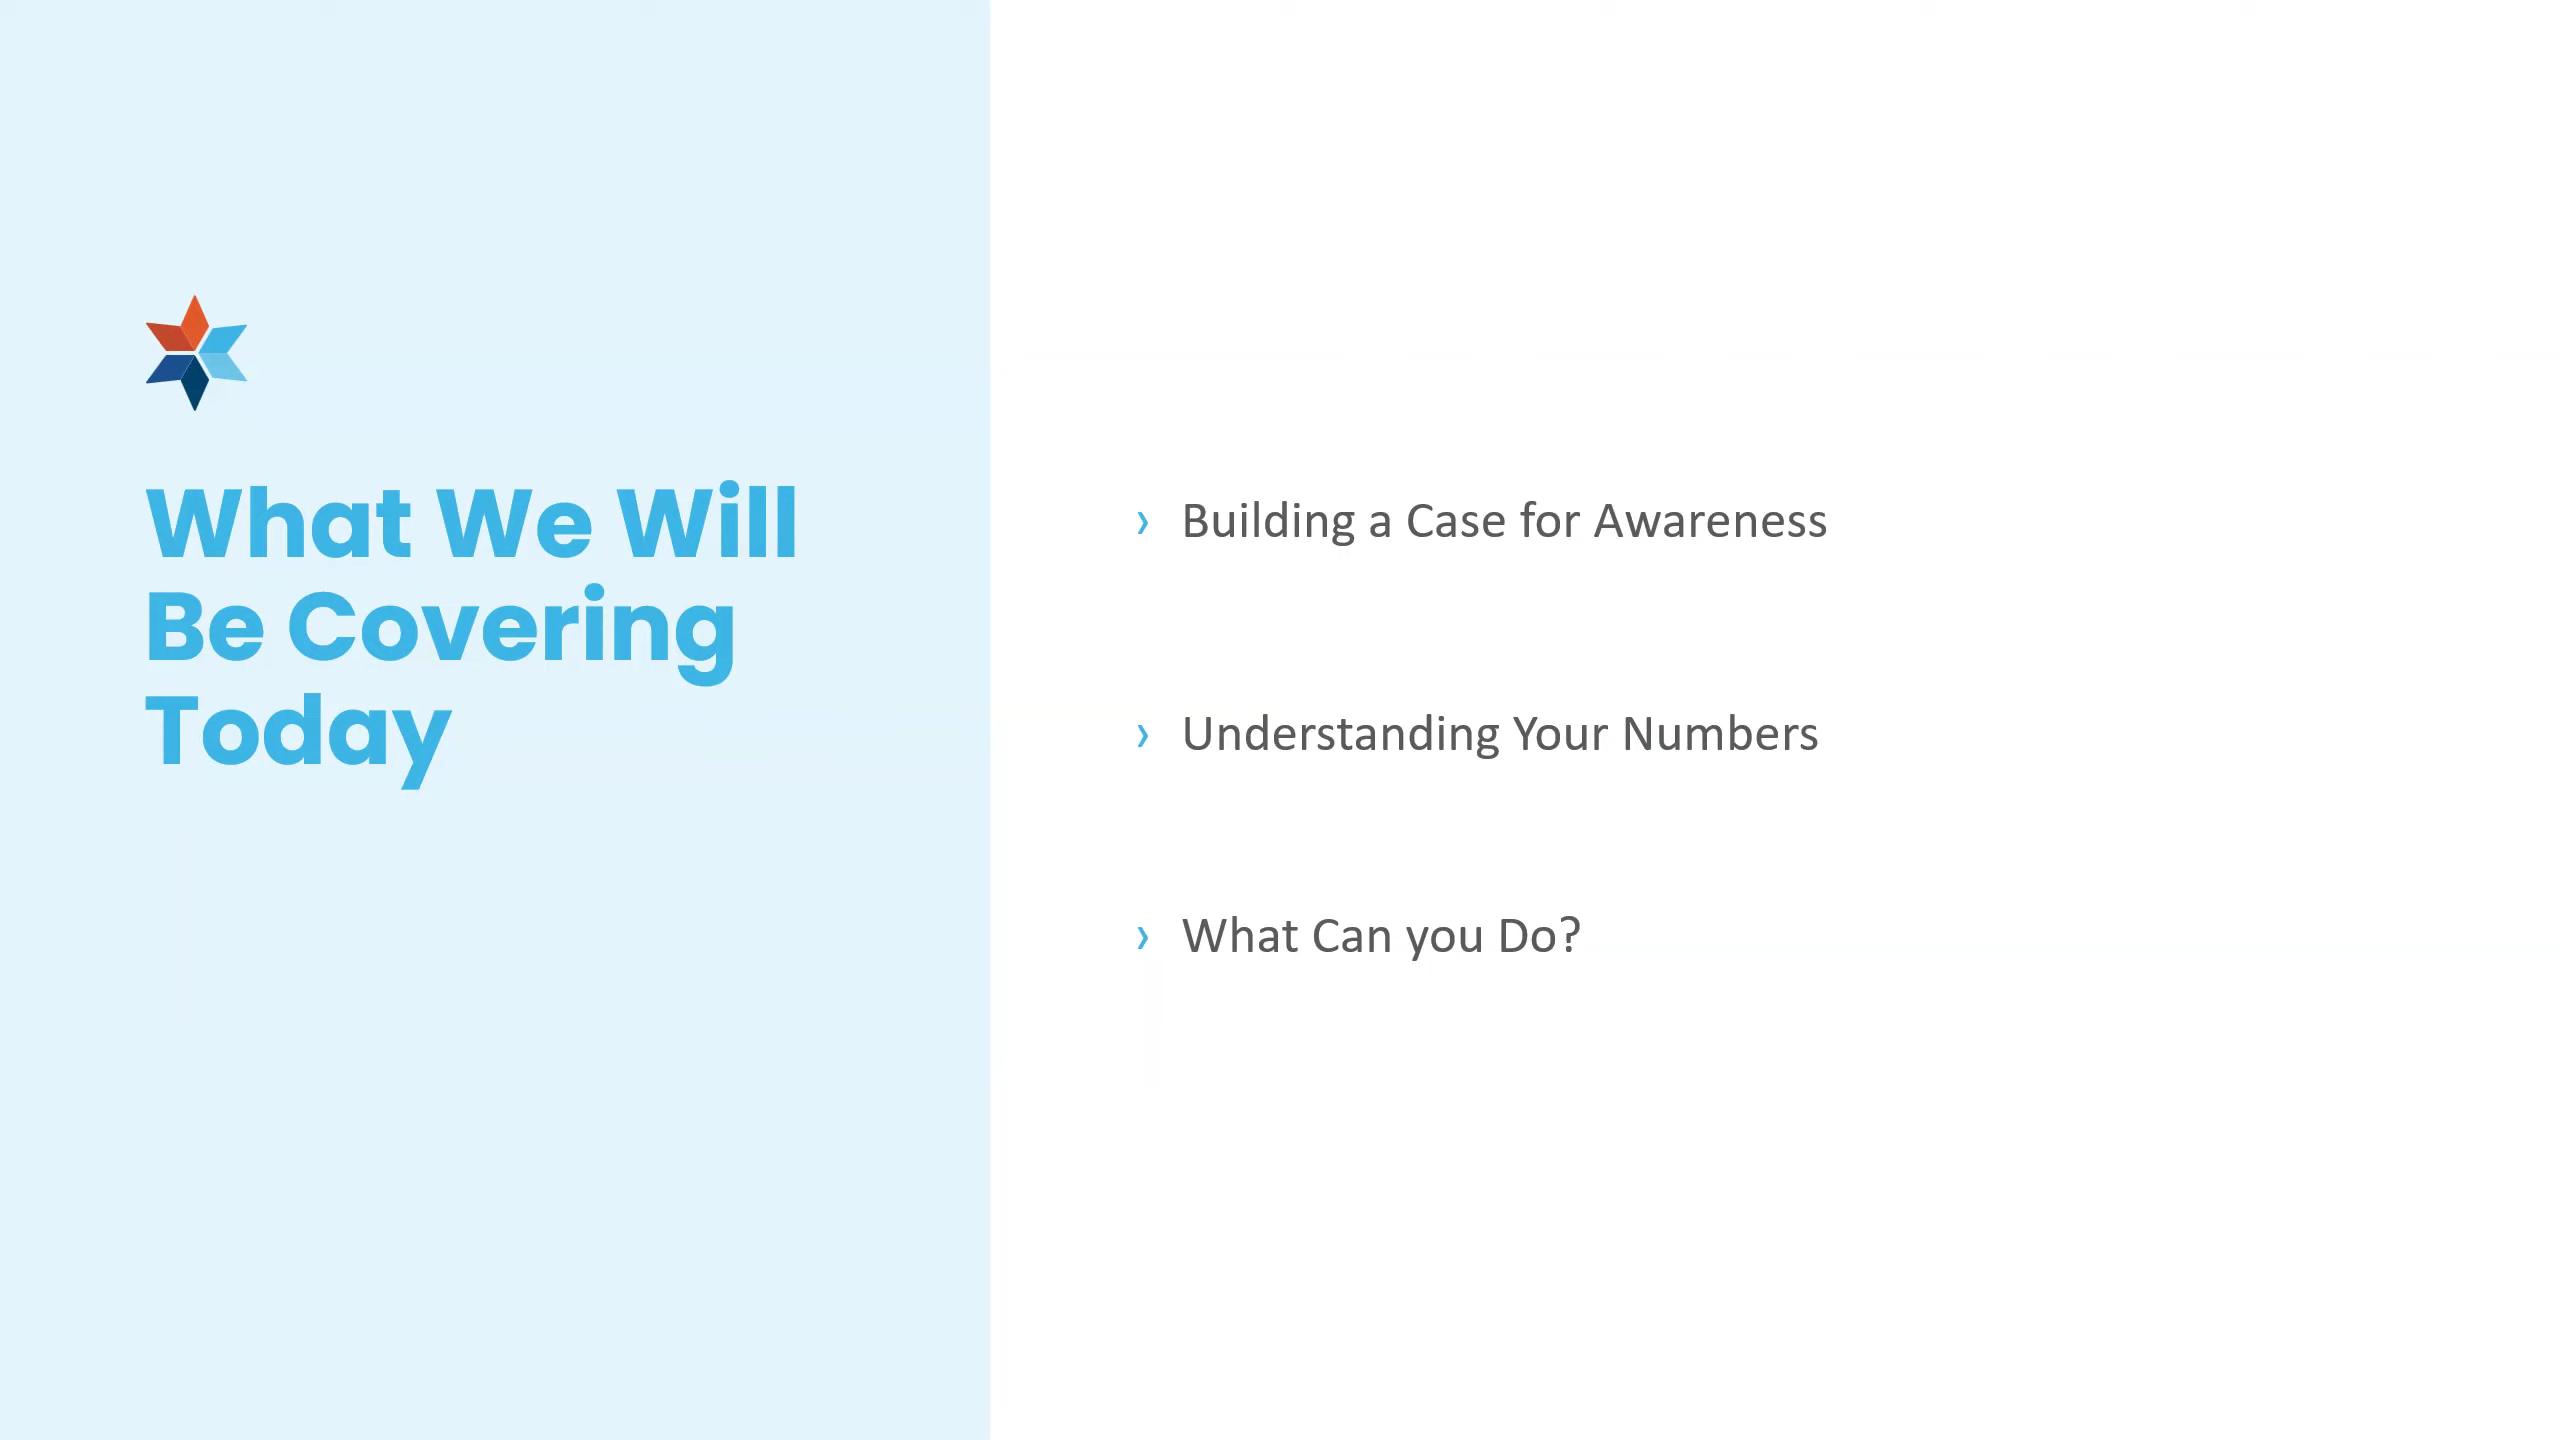 What We Will
Be Covering
Today
› Building a Case for Awareness
› Understanding Your Numbers
› What Can you Do?